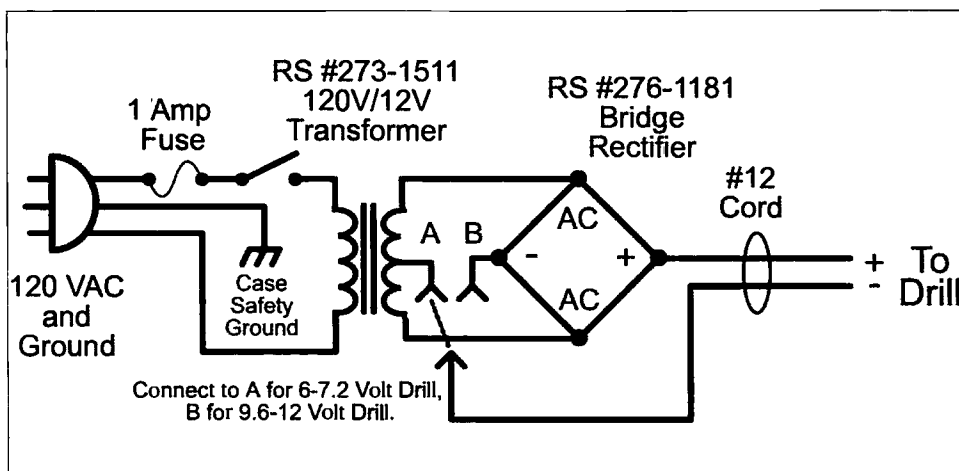 RS #273-1511
120V/12V
Transformer
1 Amp
Fuse
RS #276-1181
Bridge
Rectifier
#12
Cord
A
B
AC
-
+
AC
+
-
To
Drill
120 VAC
and
Ground
Case
Safety
Ground
Connect to A for 6-7.2 Volt Drill,
B for 9.6-12 Volt Drill.